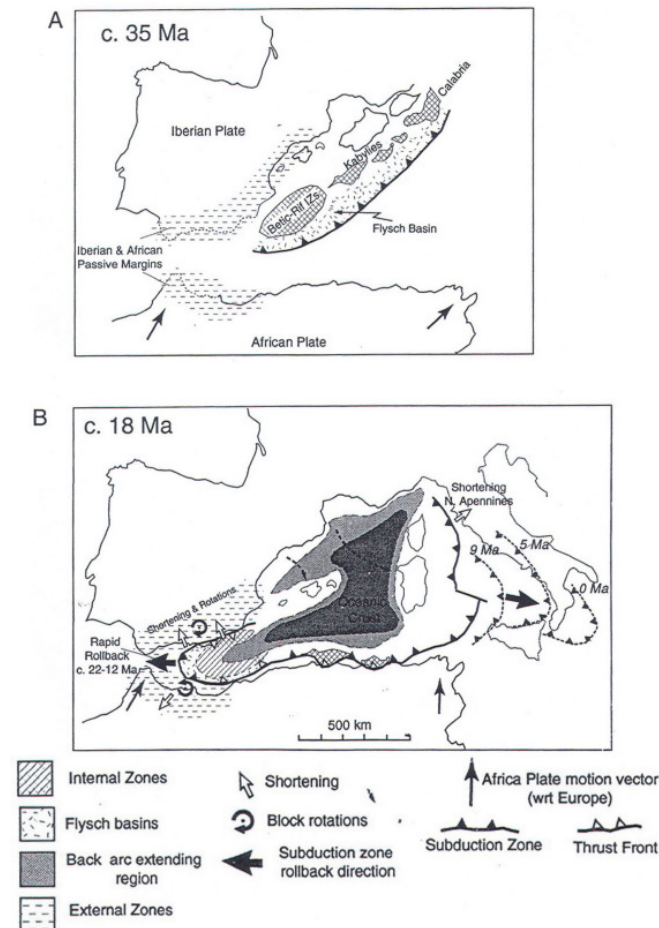 A
c. 35 Ma
Calabria
Iberian Plate
Kabylies
Betic-Rif IZs
Flysch Basin
Iberian & African
Passive Margins
African Plate
B
c. 18 Ma
Shortening
N. Apennines
9 Ma
5 Ma
0 Ma
Shortening & Rotations
Oceanic
Crust
Rapid
Rollback
c. 22-12 Ma
500 km
Internal Zones
Flysch basins
Back arc extending
region
External Zones
Shortening
Block rotations
Subduction zone
rollback direction
Africa Plate motion vector
(wrt Europe)
Subduction Zone
Thrust Front